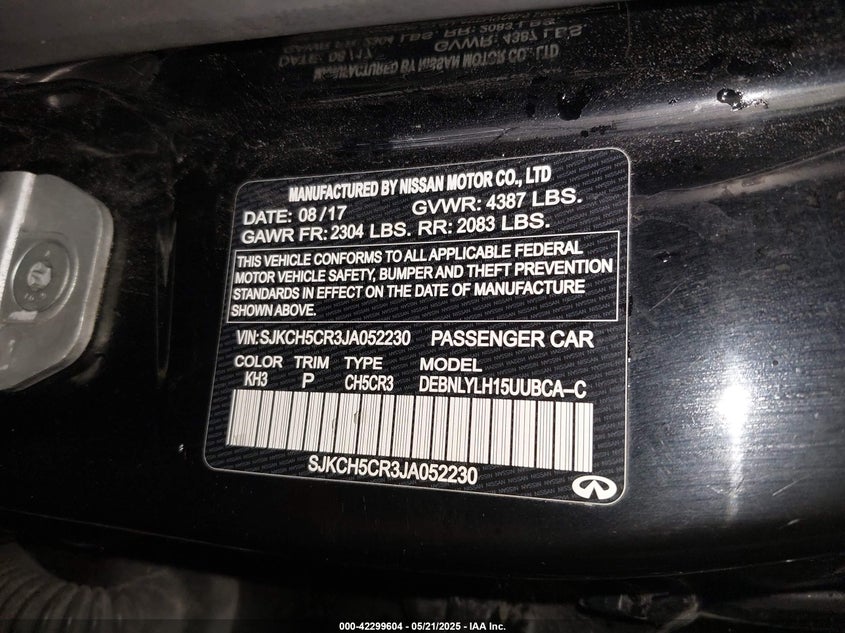 MANUFACTURED BY NISSAN MOTOR CO., LTD
DATE: 08/17 GVWR: 4387 LBS.
GAWR FR: 2304 LBS. RR: 2083 LBS.
THIS VEHICLE CONFORMS TO ALL APPLICABLE FEDERAL
MOTOR VEHICLE SAFETY, BUMPER AND THEFT PREVENTION
STANDARDS IN EFFECT ON THE DATE OF MANUFACTURE
SHOWN ABOVE.
VIN:SJKCH5CR3JA052230 PASSENGER CAR
COLOR TRIM TYPE MODEL
KH3 P CH5CR3 DEBNLYLH15UUBCA-C
SJKCH5CR3JA052230
000-42299604 — 05/21/2025 — IAA Inc.